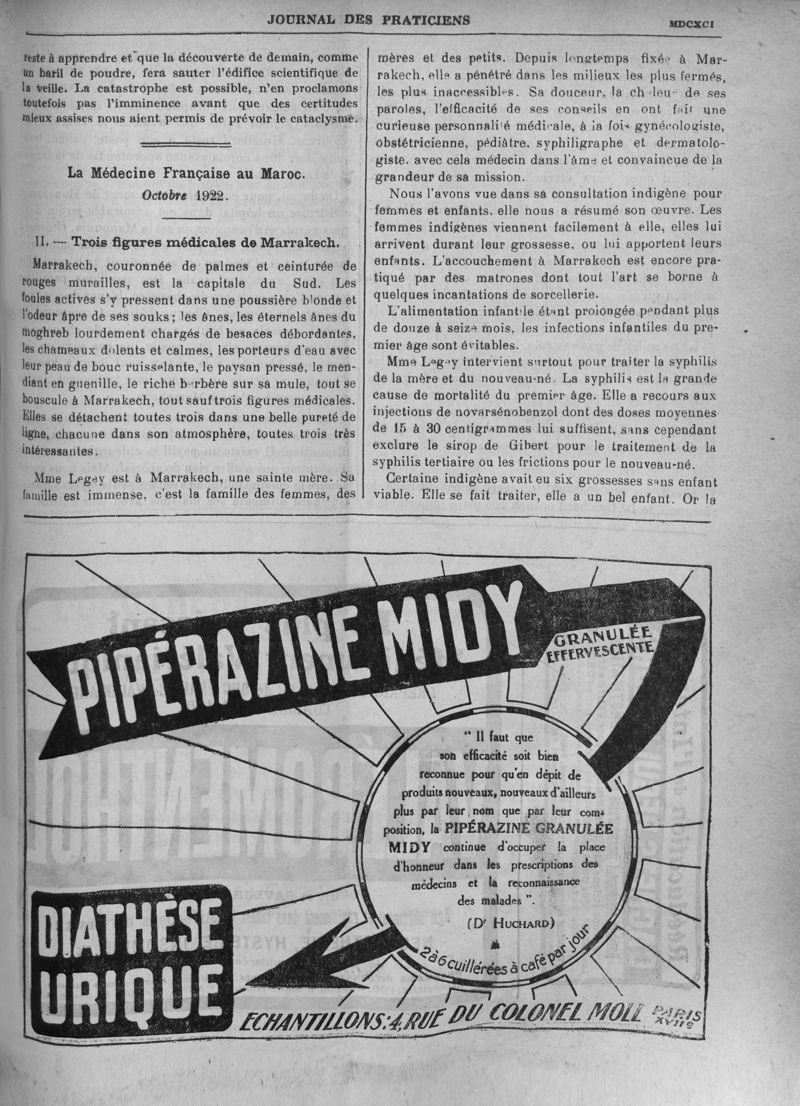 JOURNAL DES PRATICIENS
MDCXCI
reste à apprendre et que la découverte de demain, comme
un baril de poudre, fera sauter l'édifice scientifique de
la veille. La catastrophe est possible, n'en proclamons
toutefois pas l'imminence avant que des certitudes
mieux assises nous aient permis de prévoir le cataclysme.
La Médecine Française au Maroc.
Octobre 1922.
II. — Trois figures médicales de Marrakech.
Marrakech, couronnée de palmes et ceinturée de
rouges murailles, est la capitale du Sud. Les
foules actives s'y pressent dans une poussière blonde et
l'odeur âpre de ses souks ; les ânes, les éternels ânes du
moghreb lourdement chargés de besaces débordantes,
les chameaux dolents et calmes, les porteurs d'eau avec
leur peau de bouc ruisselante, le paysan pressé, le men-
diant en guenille, le riche berbère sur sa mule, tout se
bouscule à Marrakech, tout sauf trois figures médicales.
Elles se détachent toutes trois dans une belle pureté de
ligne, chacune dans son atmosphère, toutes trois très
intéressantes.
Mme Legey est à Marrakech, une sainte mère. Sa
famille est immense, c'est la famille des femmes, des
mères et des petits. Depuis longtemps fixée à Mar-
rakech, elle a pénétré dans les milieux les plus fermés,
les plus inaccessibles. Sa douceur, la chaleur de ses
paroles, l'efficacité de ses conseils en ont fait une
curieuse personnalité médicale, à la fois gynécologiste,
obstétricienne, pédiâtre, syphiligraphe et dermatolo-
giste, avec cela médecin dans l'âme et convaincue de la
grandeur de sa mission.
Nous l'avons vue dans sa consultation indigène pour
femmes et enfants, elle nous a résumé son œuvre. Les
femmes indigènes viennent facilement à elle, elles lui
arrivent durant leur grossesse, ou lui apportent leurs
enfants. L'accouchement à Marrakech est encore pra-
tiqué par des matrones dont tout l'art se borne à
quelques incantations de sorcellerie.
L'alimentation infantile étant prolongée pendant plus
de douze à seize mois, les infections infantiles du pre-
mier âge sont évitables.
Mme Legey intervient surtout pour traiter la syphilis
de la mère et du nouveau-né. La syphilis est la grande
cause de mortalité du premier âge. Elle a recours aux
injections de novarsénobenzol dont des doses moyennes
de 15 à 30 centigrammes lui suffisent, sans cependant
exclure le sirop de Gibert pour le traitement de la
syphilis tertiaire ou les frictions pour le nouveau-né.
Certaine indigène avait eu six grossesses sans enfant
viable. Elle se fait traiter, elle a un bel enfant. Or la
PIPÉRAZINE MIDY
GRANULÉE
EFFERVESCENTE
" Il faut que
son efficacité soit bien
reconnue pour qu'en dépit de
produits nouveaux, nouveaux d'ailleurs
plus par leur nom que par leur com-
position, la PIPÉRAZINE GRANULÉE
MIDY continue d'occuper la place
d'honneur dans les prescriptions des
médecins et la reconnaissance
des malades ".
(Dr HUCHARD)
2 à 6 cuillérées à café par jour
DIATHÈSE
URIQUE
ECHANTILLONS: 4, RUE DU COLONEL MOLL PARIS
XVIIe